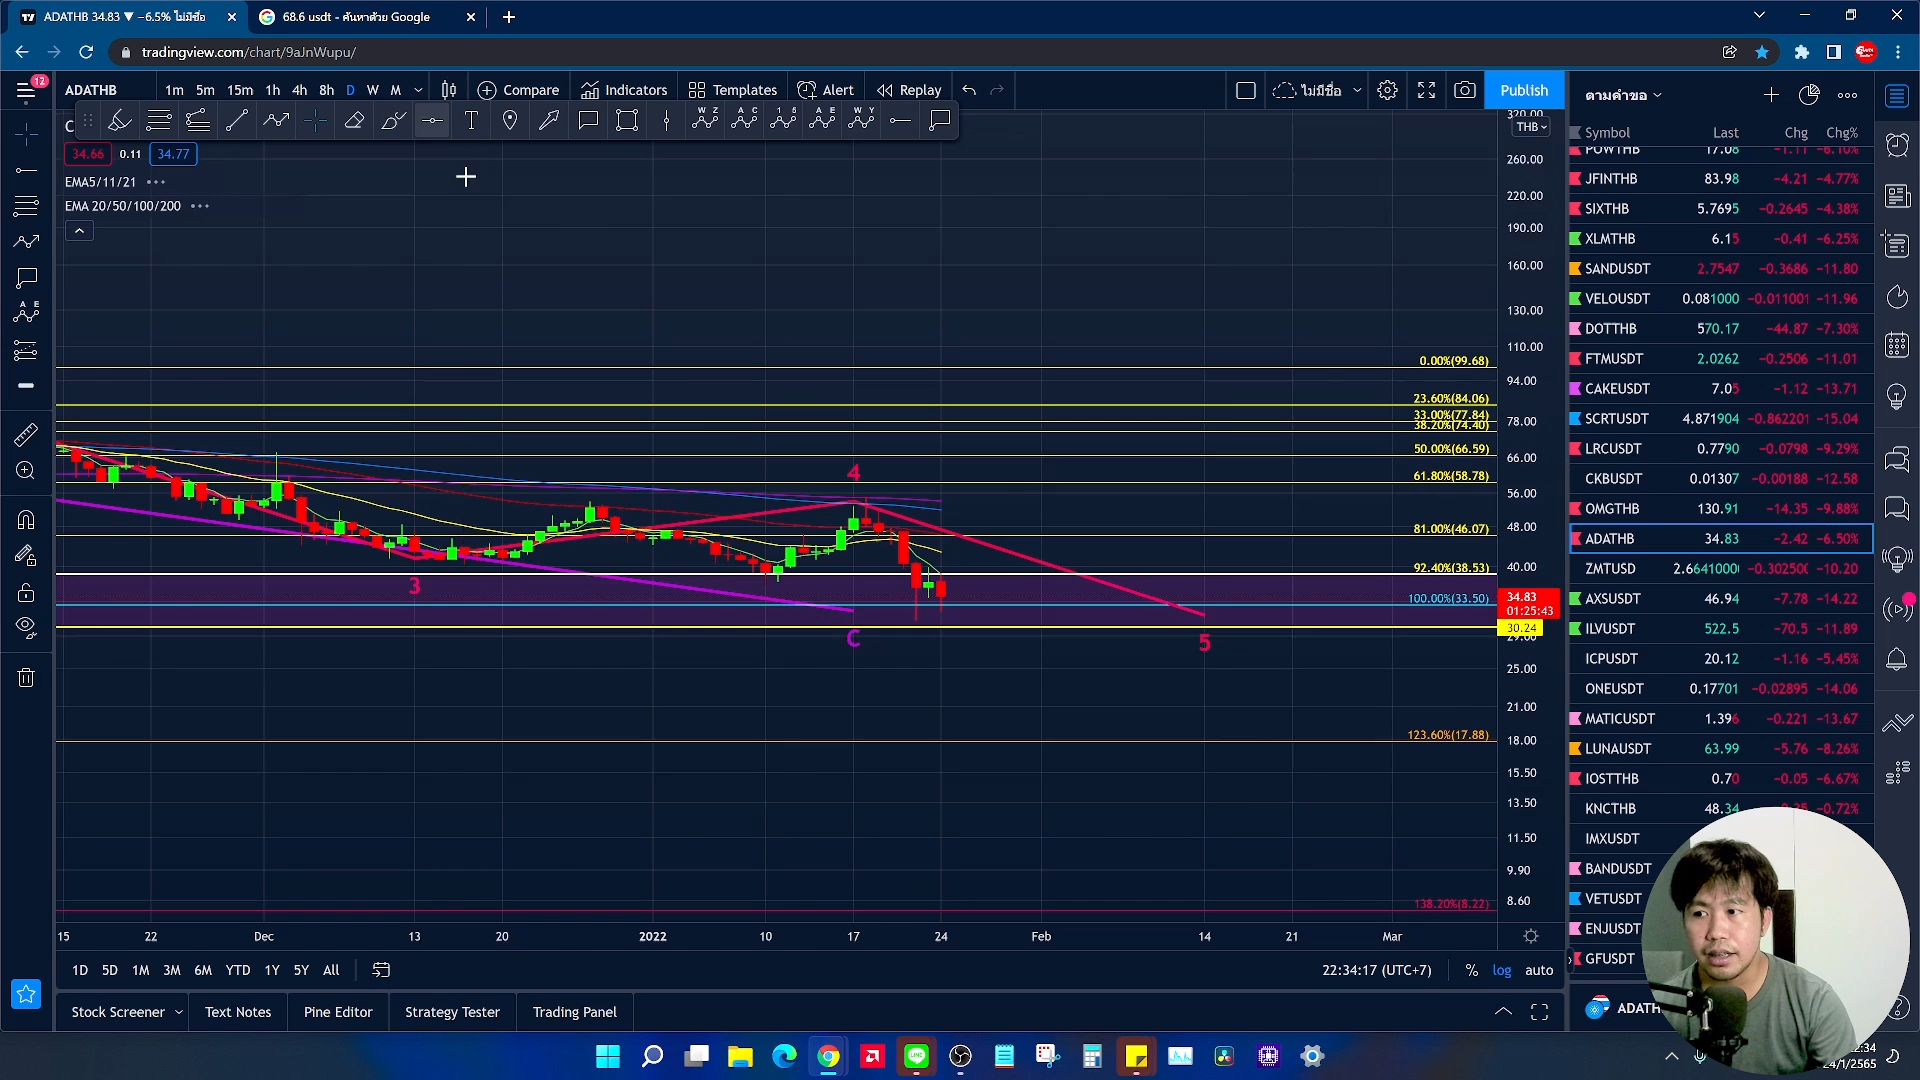 ADATHB 34.83 ▼ −6.5% ไม่มีชื่อ
68.6 usdt - ค้นหาด้วย Google
tradingview.com/chart/9aJnWupu/
12
ADATHB
1m 5m 15m 1h 4h 8h D W M
Compare
Indicators
Templates
Alert
Replay
ไม่มีชื่อ
Publish
34.66 0.11 34.77
EMA5/11/21
EMA 20/50/100/200
THB
320.00
260.00
220.00
190.00
160.00
130.00
110.00
94.00
78.00
66.00
56.00
48.00
40.00
34.83
01:25:43
30.24
29.00
25.00
21.00
18.00
15.50
13.50
11.50
9.90
8.60
0.00%(99.68)
23.60%(84.06)
33.00%(77.84)
38.20%(74.40)
50.00%(66.59)
61.80%(58.78)
81.00%(46.07)
92.40%(38.53)
100.00%(33.50)
123.60%(17.88)
138.20%(8.22)
3
4
C
5
15 22 Dec 13 20 2022 10 17 24 Feb 14 21 Mar
1D 5D 1M 3M 6M YTD 1Y 5Y All
22:34:17 (UTC+7) % log auto
Stock Screener
Text Notes
Pine Editor
Strategy Tester
Trading Panel
ตามคำขอ
Symbol Last Chg Chg%
POWTHB 17.08 −1.11 −6.10%
JFINTHB 83.98 −4.21 −4.77%
SIXTHB 5.7695 −0.2645 −4.38%
XLMTHB 6.15 −0.41 −6.25%
SANDUSDT 2.7547 −0.3686 −11.80
VELOUSDT 0.081000 −0.011001 −11.96
DOTTHB 570.17 −44.87 −7.30%
FTMUSDT 2.0262 −0.2506 −11.01
CAKEUSDT 7.05 −1.12 −13.71
SCRTUSDT 4.871904 −0.862201 −15.04
LRCUSDT 0.7790 −0.0798 −9.29%
CKBUSDT 0.01307 −0.00188 −12.58
OMGTHB 130.91 −14.35 −9.88%
ADATHB 34.83 −2.42 −6.50%
ZMTUSD 2.6641000 −0.302500 −10.20
AXSUSDT 46.94 −7.78 −14.22
ILVUSDT 522.5 −70.5 −11.89
ICPUSDT 20.12 −1.16 −5.45%
ONEUSDT 0.17701 −0.02895 −14.06
MATICUSDT 1.396 −0.221 −13.67
LUNAUSDT 63.99 −5.76 −8.26%
IOSTTHB 0.70 −0.05 −6.67%
KNCTHB 48.34 −0.72%
IMXUSDT
BANDUSDT
VETUSDT
ENJUSDT
GFUSDT
ADATH
24/1/2565